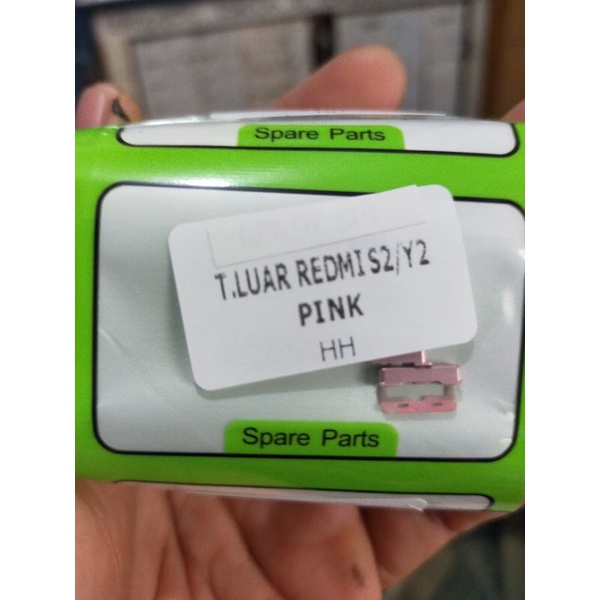 Spare Parts
T.LUAR REDMI S2/Y2
PINK
HH
Spare Parts